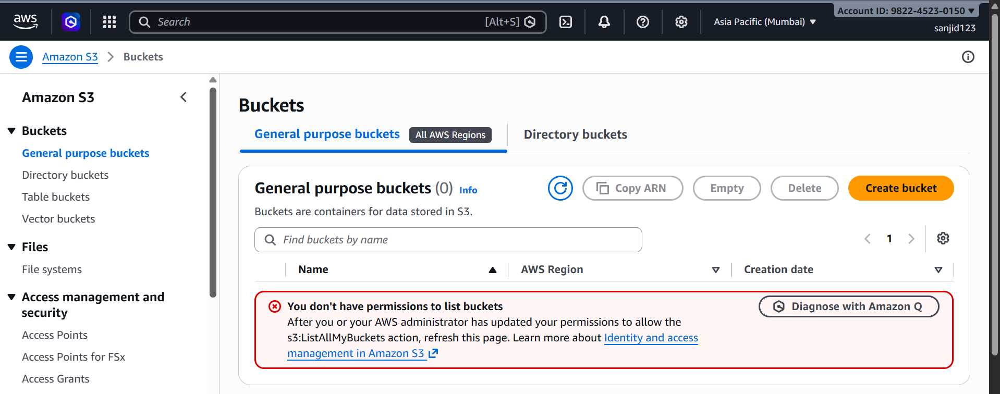 aws
Search
[Alt+S]
Asia Pacific (Mumbai)
Account ID: 9822-4523-0150
sanjid123
Amazon S3
Buckets
Amazon S3
Buckets
General purpose buckets
Directory buckets
Table buckets
Vector buckets
Files
File systems
Access management and
security
Access Points
Access Points for FSx
Access Grants
Buckets
General purpose buckets All AWS Regions
Directory buckets
General purpose buckets (0) Info
Copy ARN
Empty
Delete
Create bucket
Buckets are containers for data stored in S3.
Find buckets by name
1
Name
AWS Region
Creation date
You don't have permissions to list buckets
Diagnose with Amazon Q
After you or your AWS administrator has updated your permissions to allow the
s3:ListAllMyBuckets action, refresh this page. Learn more about Identity and access
management in Amazon S3